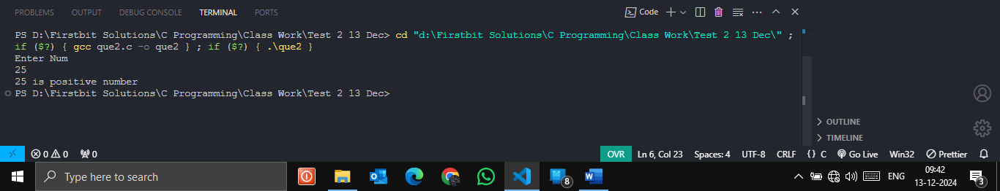 PROBLEMS OUTPUT DEBUG CONSOLE TERMINAL PORTS Code
PS D:\Firstbit Solutions\C Programming\Class Work\Test 2 13 Dec> cd "d:\Firstbit Solutions\C Programming\Class Work\Test 2 13 Dec\" ;
if ($?) { gcc que2.c -o que2 } ; if ($?) { .\que2 }
Enter Num
25
25 is positive number
PS D:\Firstbit Solutions\C Programming\Class Work\Test 2 13 Dec>
OUTLINE
TIMELINE
0 0 0 OVR Ln 6, Col 23 Spaces: 4 UTF-8 CRLF {} C Go Live Win32 Prettier
Type here to search 8 ENG 09:42
13-12-2024 3